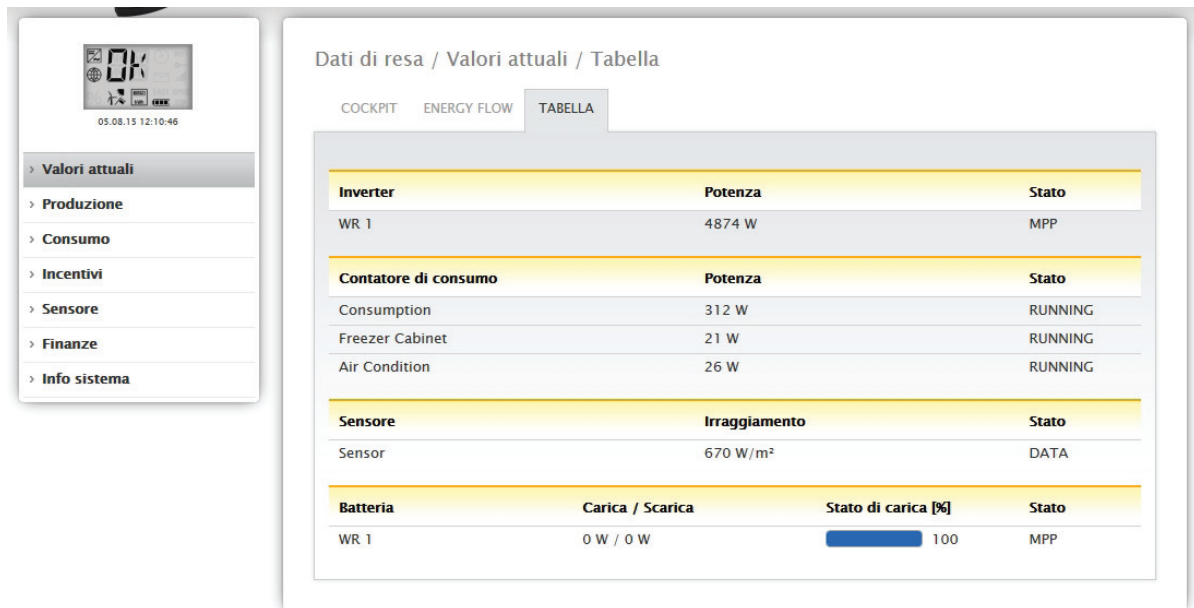 OK
05.08.15 12:10:46
Valori attuali
Produzione
Consumo
Incentivi
Sensore
Finanze
Info sistema
Dati di resa / Valori attuali / Tabella
COCKPIT ENERGY FLOW TABELLA
Inverter Potenza Stato
WR 1 4874 W MPP
Contatore di consumo Potenza Stato
Consumption 312 W RUNNING
Freezer Cabinet 21 W RUNNING
Air Condition 26 W RUNNING
Sensore Irraggiamento Stato
Sensor 670 W/m² DATA
Batteria Carica / Scarica Stato di carica [%] Stato
WR 1 0 W / 0 W 100 MPP